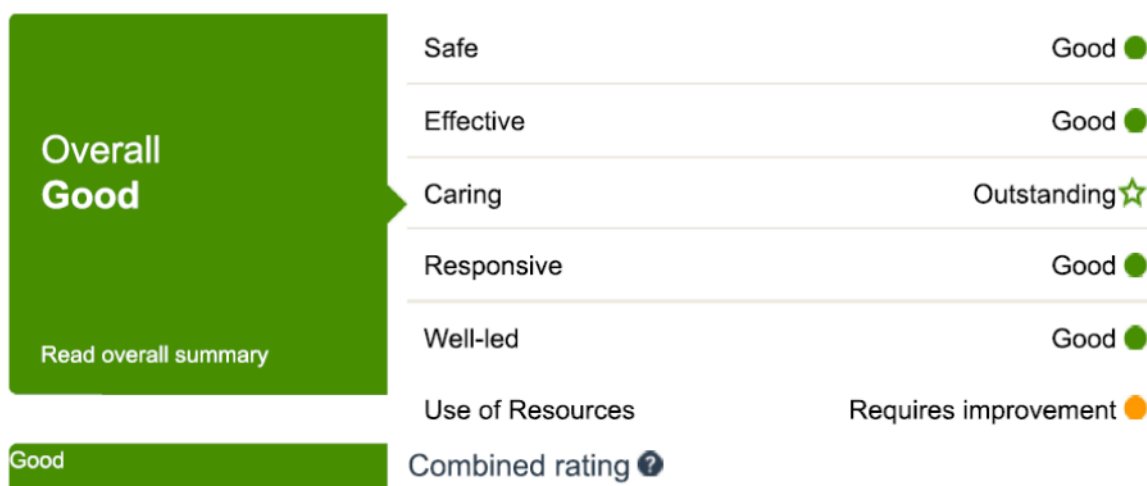 Overall
Good
Read overall summary
Safe Good
Effective Good
Caring Outstanding
Responsive Good
Well-led Good
Use of Resources Requires improvement
Good Combined rating ?